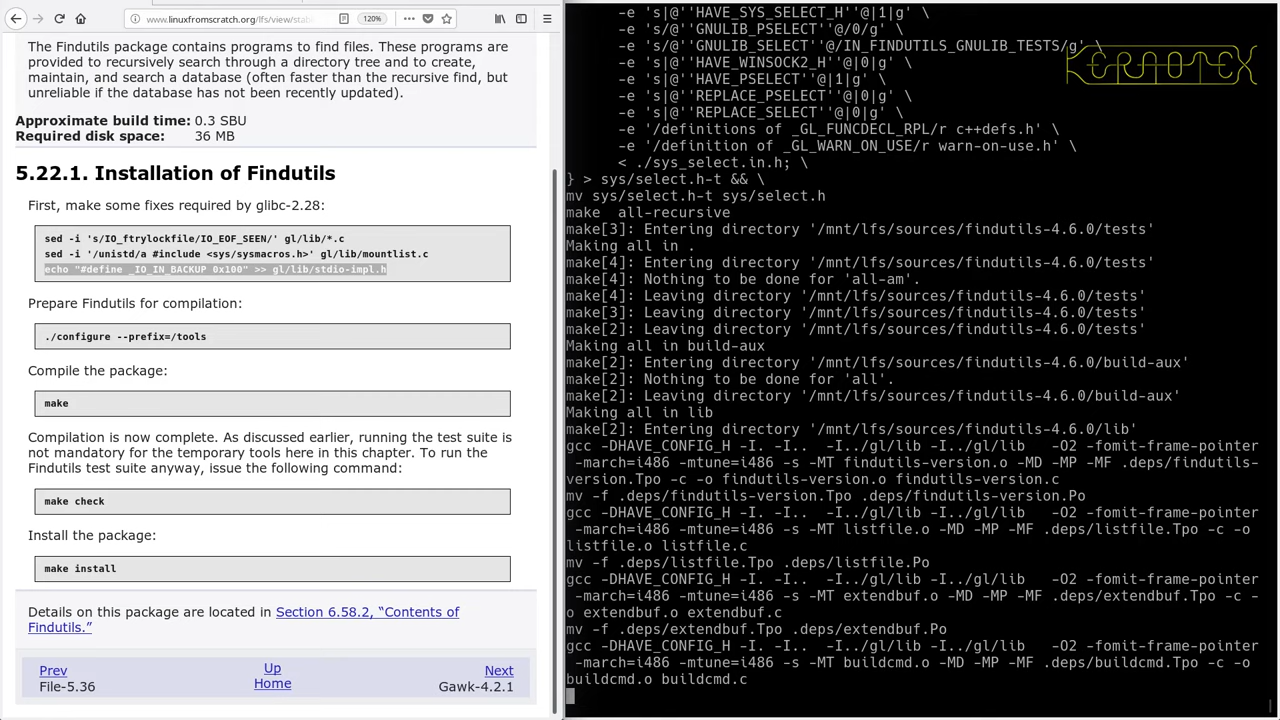 www.linuxfromscratch.org/lfs/view/stab
120%
The Findutils package contains programs to find files. These programs are
provided to recursively search through a directory tree and to create,
maintain, and search a database (often faster than the recursive find, but
unreliable if the database has not been recently updated).
Approximate build time: 0.3 SBU
Required disk space: 36 MB
5.22.1. Installation of Findutils
First, make some fixes required by glibc-2.28:
sed -i 's/IO_ftrylockfile/IO_EOF_SEEN/' gl/lib/*.c
sed -i '/unistd/a #include <sys/sysmacros.h>' gl/lib/mountlist.c
echo "#define _IO_IN_BACKUP 0x100" >> gl/lib/stdio-impl.h
Prepare Findutils for compilation:
./configure --prefix=/tools
Compile the package:
make
Compilation is now complete. As discussed earlier, running the test suite is
not mandatory for the temporary tools here in this chapter. To run the
Findutils test suite anyway, issue the following command:
make check
Install the package:
make install
Details on this package are located in Section 6.58.2, “Contents of
Findutils.”
Prev
File-5.36
Up
Home
Next
Gawk-4.2.1
-e 's|@''HAVE_SYS_SELECT_H''@|1|g' \
-e 's/@''GNULIB_PSELECT''@/0/g' \
-e 's/@''GNULIB_SELECT''@/IN_FINDUTILS_GNULIB_TESTS/g' \
-e 's|@''HAVE_WINSOCK2_H''@|0|g' \
-e 's|@''HAVE_PSELECT''@|1|g' \
-e 's|@''REPLACE_PSELECT''@|0|g' \
-e 's|@''REPLACE_SELECT''@|0|g' \
-e '/definitions of _GL_FUNCDECL_RPL/r c++defs.h' \
-e '/definition of _GL_WARN_ON_USE/r warn-on-use.h' \
< ./sys_select.in.h; \
} > sys/select.h-t && \
mv sys/select.h-t sys/select.h
make  all-recursive
make[3]: Entering directory '/mnt/lfs/sources/findutils-4.6.0/tests'
Making all in .
make[4]: Entering directory '/mnt/lfs/sources/findutils-4.6.0/tests'
make[4]: Nothing to be done for 'all-am'.
make[4]: Leaving directory '/mnt/lfs/sources/findutils-4.6.0/tests'
make[3]: Leaving directory '/mnt/lfs/sources/findutils-4.6.0/tests'
make[2]: Leaving directory '/mnt/lfs/sources/findutils-4.6.0/tests'
Making all in build-aux
make[2]: Entering directory '/mnt/lfs/sources/findutils-4.6.0/build-aux'
make[2]: Nothing to be done for 'all'.
make[2]: Leaving directory '/mnt/lfs/sources/findutils-4.6.0/build-aux'
Making all in lib
make[2]: Entering directory '/mnt/lfs/sources/findutils-4.6.0/lib'
gcc -DHAVE_CONFIG_H -I. -I..  -I../gl/lib -I../gl/lib   -O2 -fomit-frame-pointer
-march=i486 -mtune=i486 -s -MT findutils-version.o -MD -MP -MF .deps/findutils-
version.Tpo -c -o findutils-version.o findutils-version.c
mv -f .deps/findutils-version.Tpo .deps/findutils-version.Po
gcc -DHAVE_CONFIG_H -I. -I..  -I../gl/lib -I../gl/lib   -O2 -fomit-frame-pointer
-march=i486 -mtune=i486 -s -MT listfile.o -MD -MP -MF .deps/listfile.Tpo -c -o
listfile.o listfile.c
mv -f .deps/listfile.Tpo .deps/listfile.Po
gcc -DHAVE_CONFIG_H -I. -I..  -I../gl/lib -I../gl/lib   -O2 -fomit-frame-pointer
-march=i486 -mtune=i486 -s -MT extendbuf.o -MD -MP -MF .deps/extendbuf.Tpo -c -
o extendbuf.o extendbuf.c
mv -f .deps/extendbuf.Tpo .deps/extendbuf.Po
gcc -DHAVE_CONFIG_H -I. -I..  -I../gl/lib -I../gl/lib   -O2 -fomit-frame-pointer
-march=i486 -mtune=i486 -s -MT buildcmd.o -MD -MP -MF .deps/buildcmd.Tpo -c -o
buildcmd.o buildcmd.c